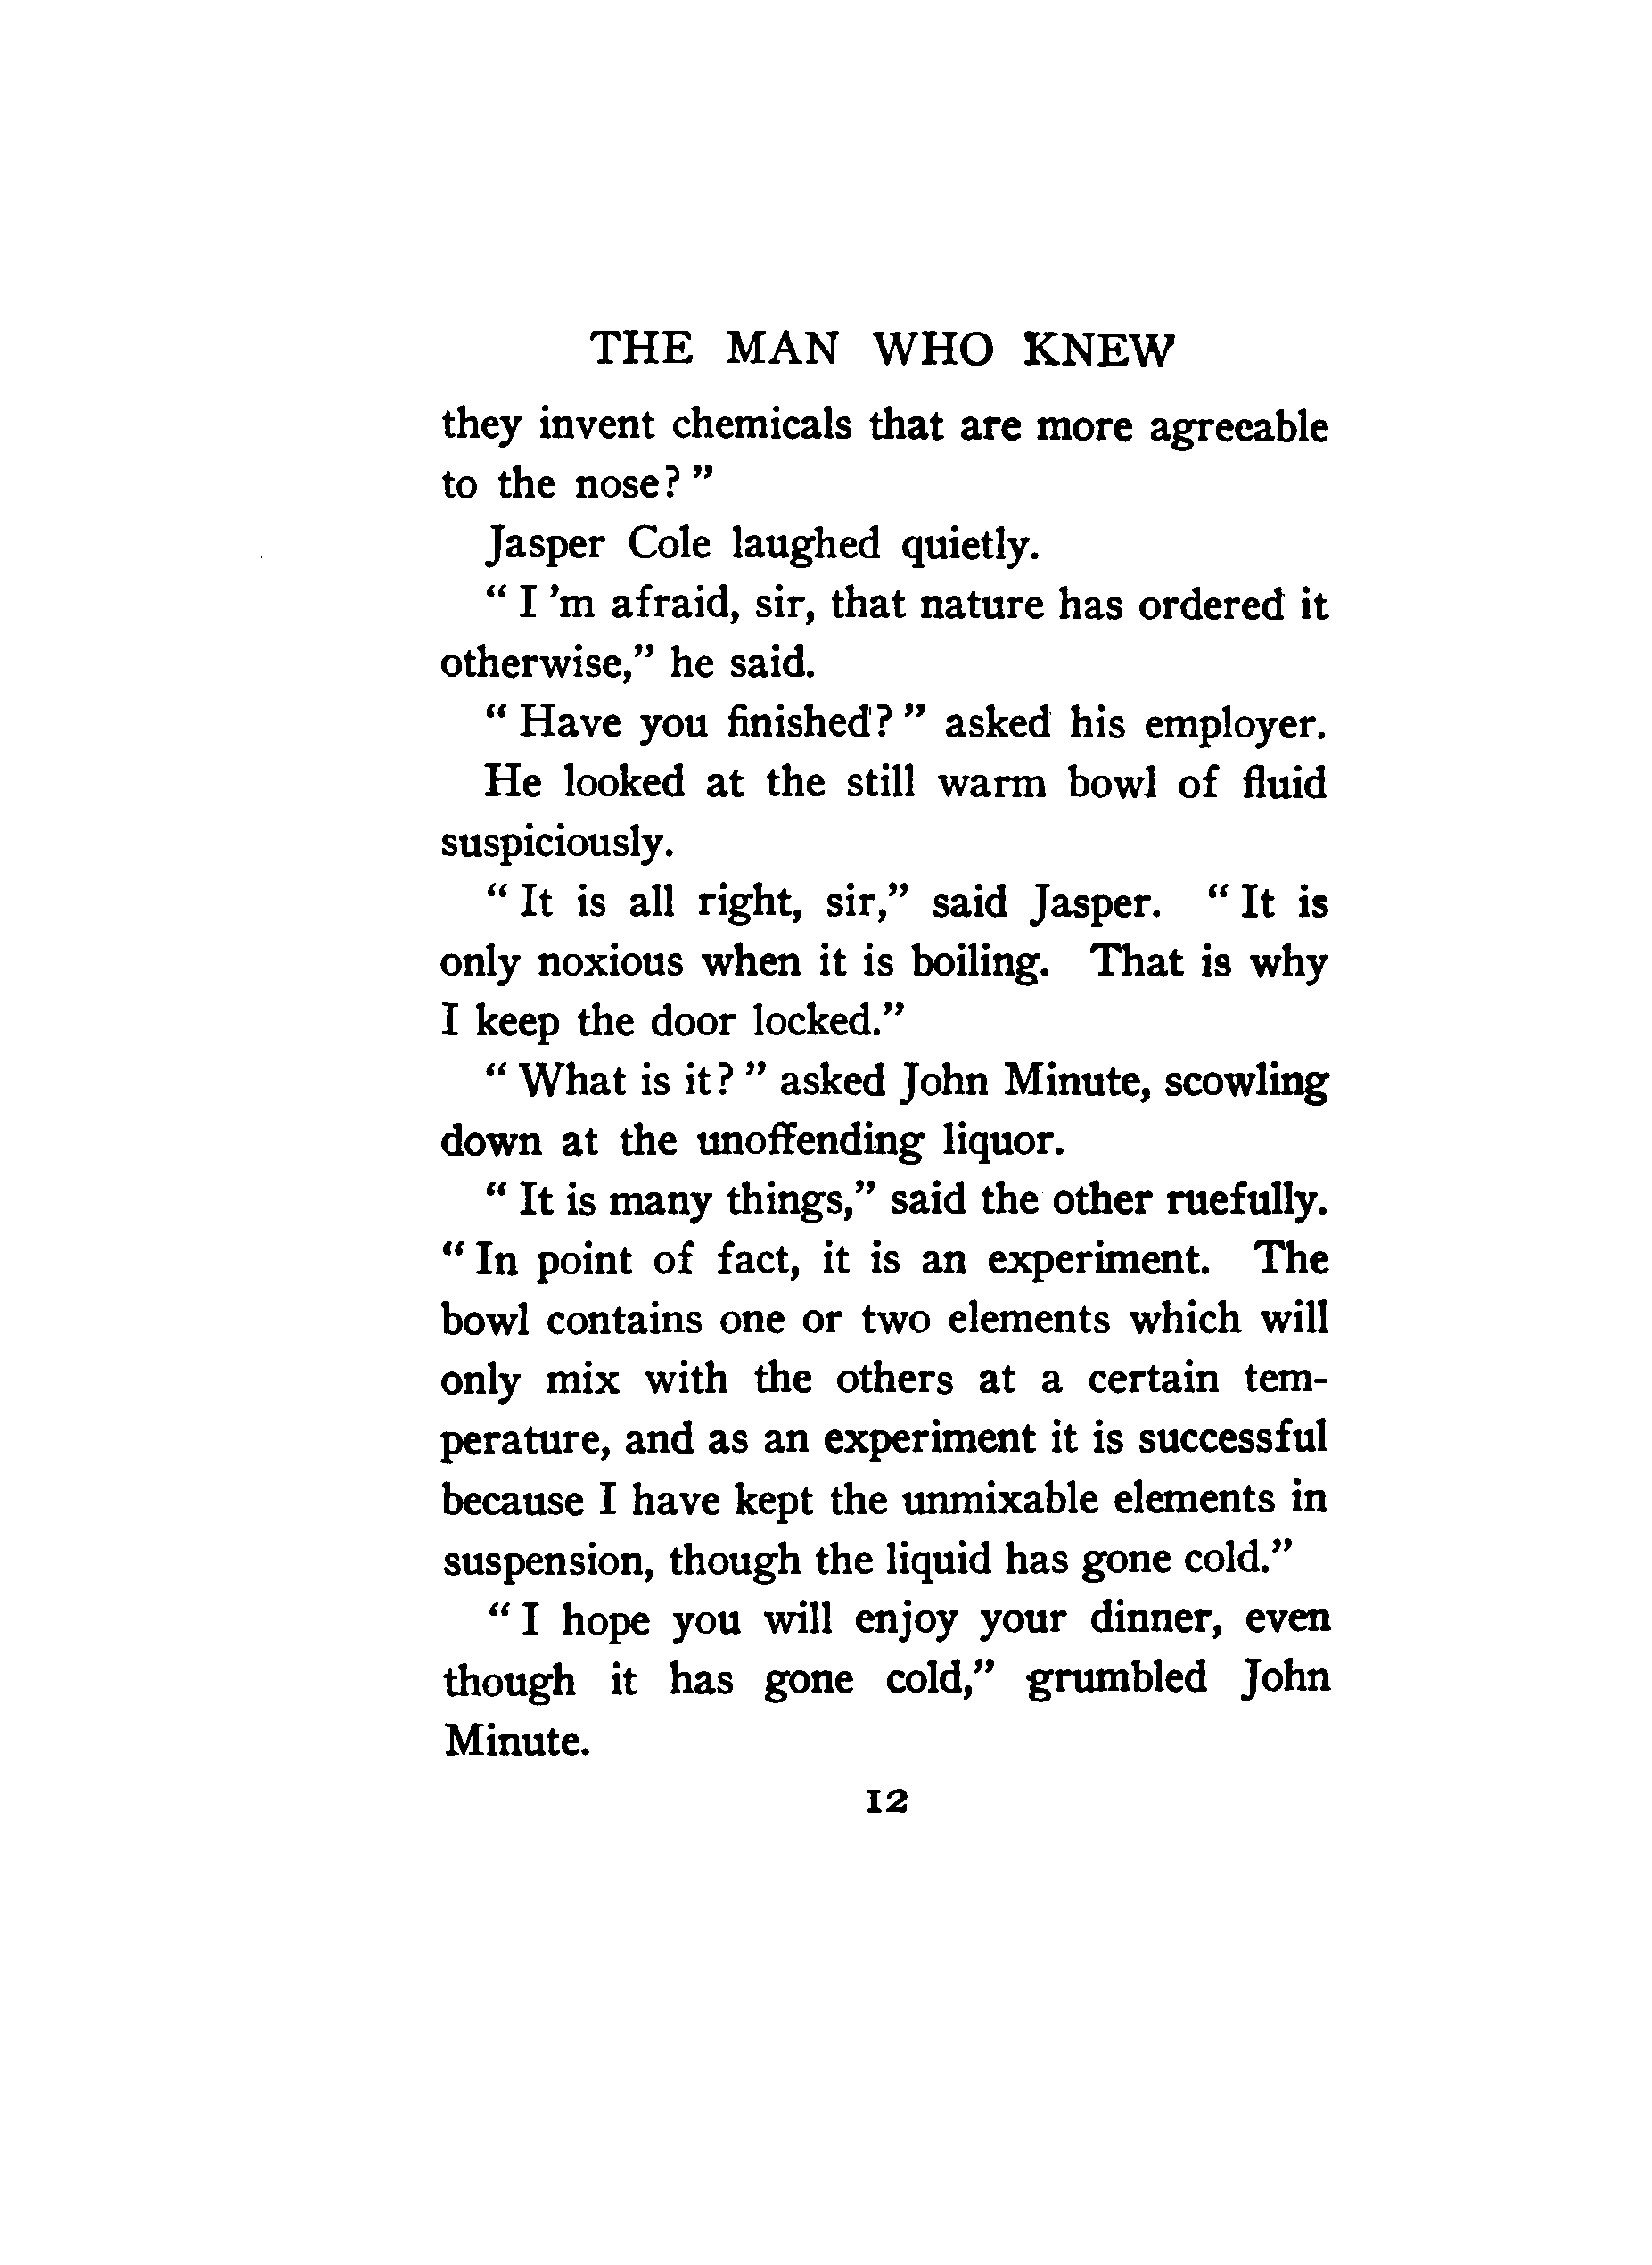 THE MAN WHO KNEW
they invent chemicals that are more agreeable
to the nose? ”
Jasper Cole laughed quietly.
“ I ’m afraid, sir, that nature has ordered it
otherwise,” he said.
“ Have you finished? ” asked his employer.
He looked at the still warm bowl of fluid
suspiciously.
“ It is all right, sir,” said Jasper. “ It is
only noxious when it is boiling. That is why
I keep the door locked.”
“ What is it? ” asked John Minute, scowling
down at the unoffending liquor.
“ It is many things,” said the other ruefully.
“ In point of fact, it is an experiment. The
bowl contains one or two elements which will
only mix with the others at a certain tem-
perature, and as an experiment it is successful
because I have kept the unmixable elements in
suspension, though the liquid has gone cold.”
“ I hope you will enjoy your dinner, even
though it has gone cold,” grumbled John
Minute.
12